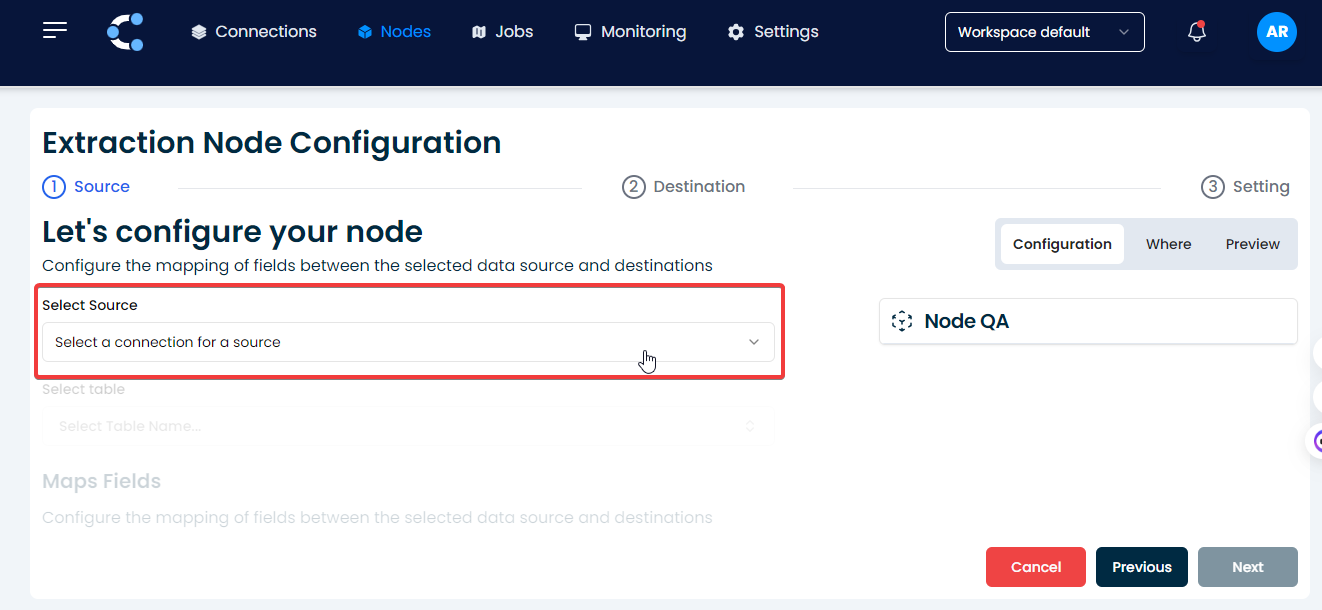 Connections Nodes Jobs Monitoring Settings Workspace default AR
Extraction Node Configuration
1 Source 2 Destination 3 Setting
Let's configure your node
Configure the mapping of fields between the selected data source and destinations
Configuration Where Preview
Select Source
Select a connection for a source
Node QA
Select table
Select Table Name...
Maps Fields
Configure the mapping of fields between the selected data source and destinations
Cancel Previous Next